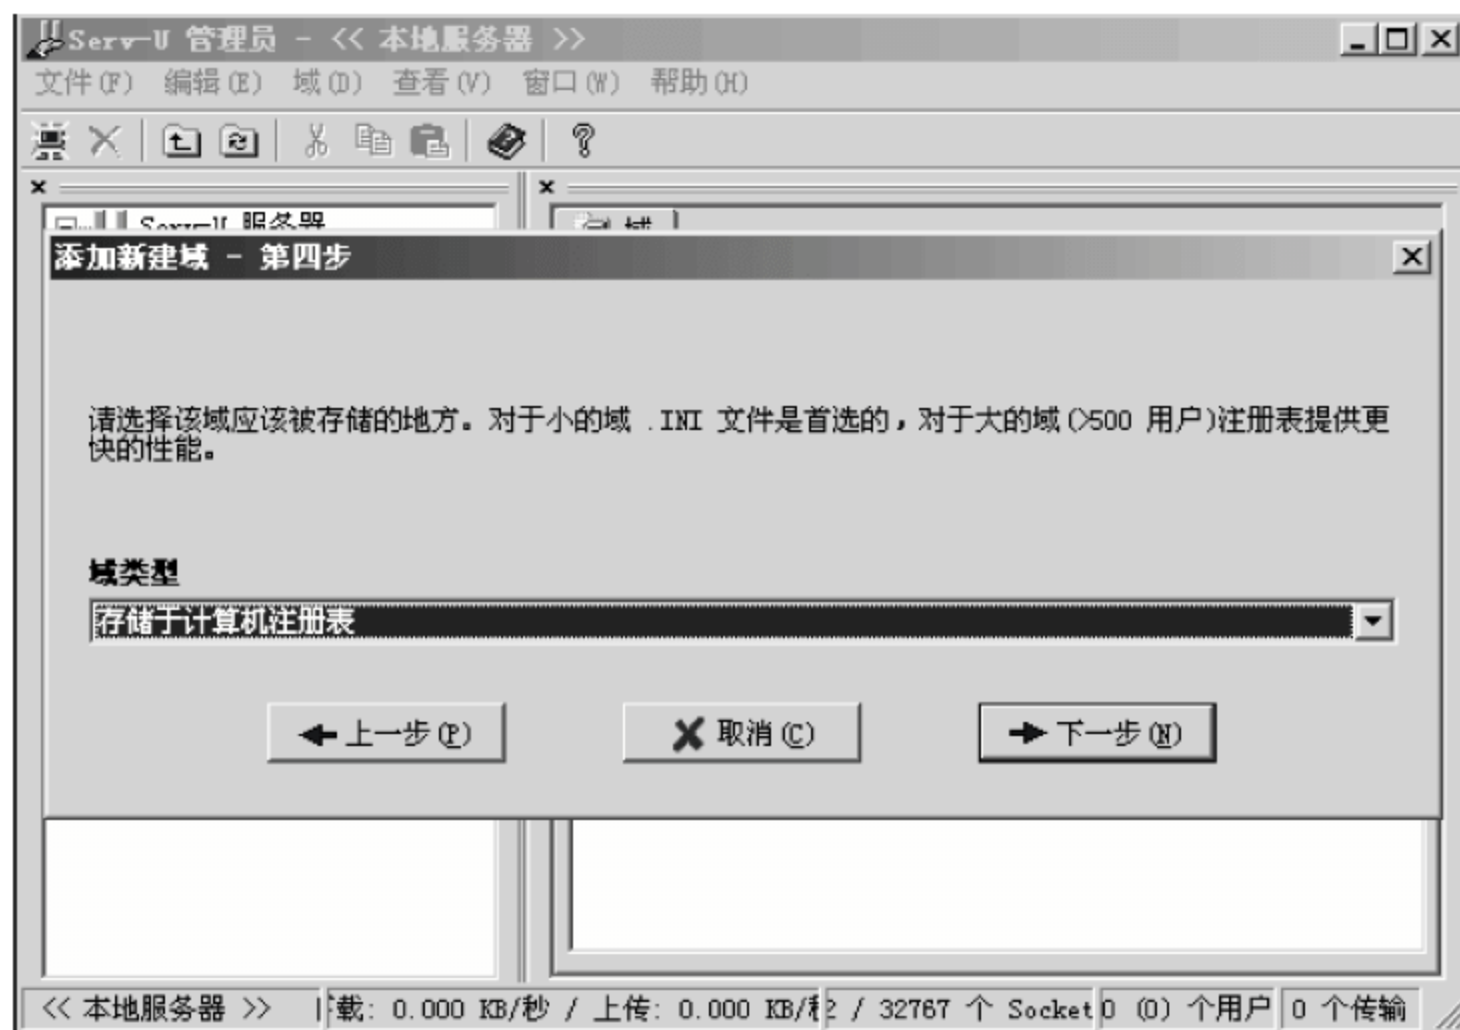 Serv-U 管理员 - << 本地服务器 >>
文件(F) 编辑(E) 域(D) 查看(V) 窗口(W) 帮助(H)
Serv-U 服务器
域
添加新建域 - 第四步
请选择该域应该被存储的地方。对于小的域 .INI 文件是首选的,对于大的域(>500 用户)注册表提供更
快的性能。
域类型
存储于计算机注册表
上一步(P) 取消(C) 下一步(N)
<< 本地服务器 >> 载: 0.000 KB/秒 / 上传: 0.000 KB/ 2 / 32767 个 Socket 0 (0) 个用户 0 个传输